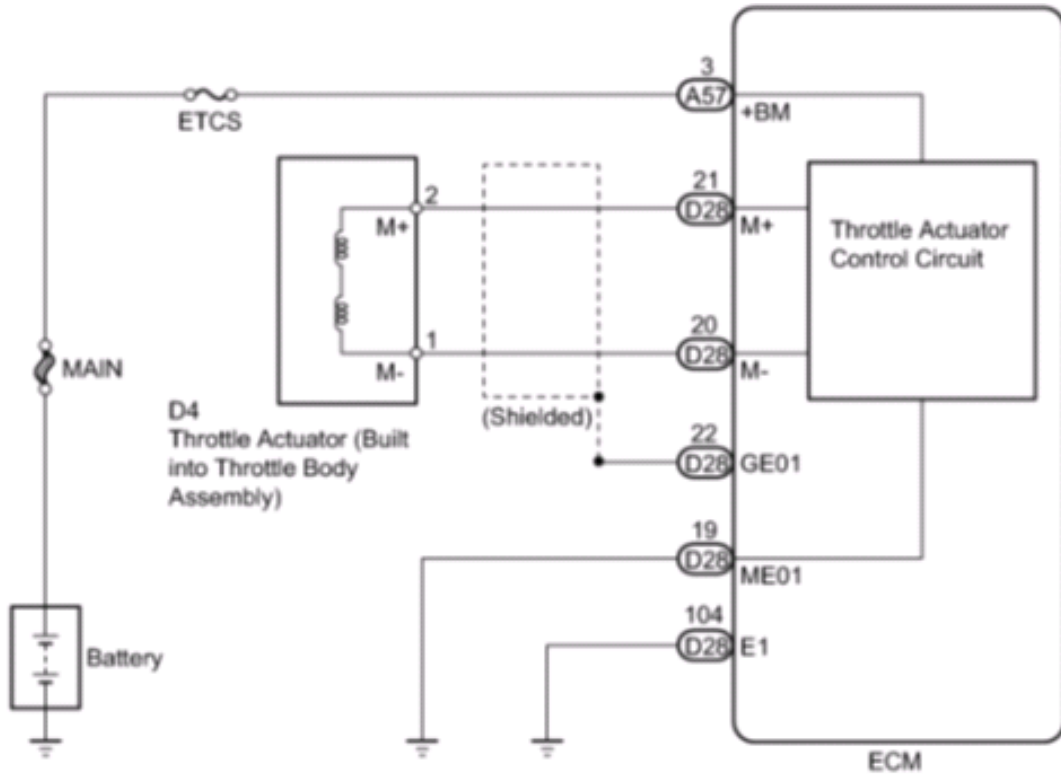 3
A57
+BM
ETCS
2
M+
21
D28
M+
Throttle Actuator
Control Circuit
1
M-
20
D28
M-
MAIN
D4
Throttle Actuator (Built
into Throttle Body
Assembly)
(Shielded)
22
D28
GE01
19
D28
ME01
104
D28
E1
Battery
ECM